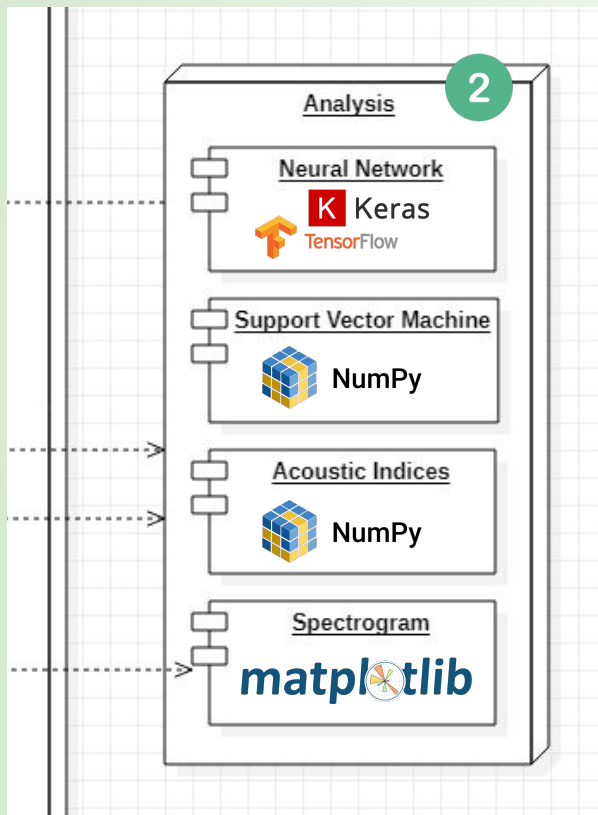 2
Analysis
Neural Network
K Keras
TensorFlow
Support Vector Machine
NumPy
Acoustic Indices
NumPy
Spectrogram
matplotlib